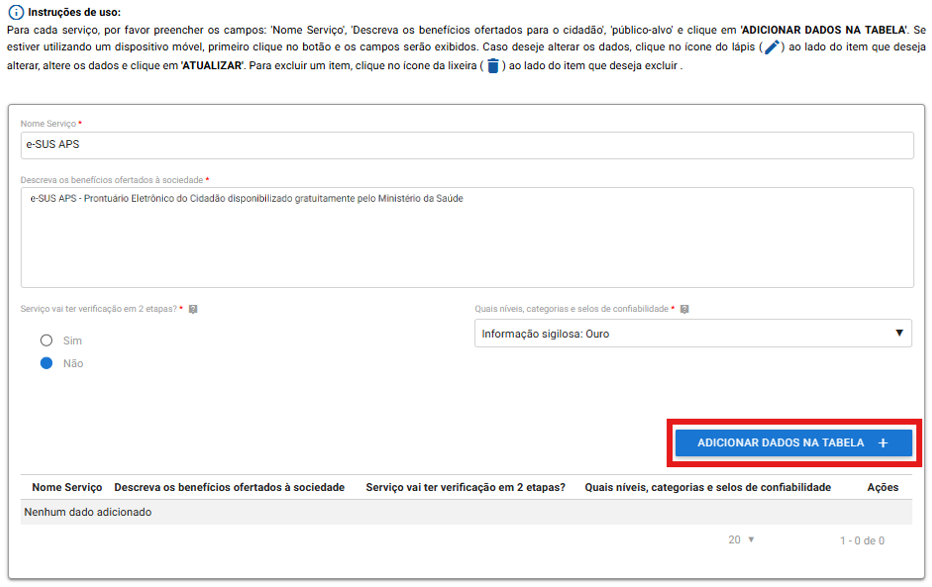 Instruções de uso:
Para cada serviço, por favor preencher os campos: 'Nome Serviço', 'Descreva os benefícios ofertados para o cidadão', 'público-alvo' e clique em 'ADICIONAR DADOS NA TABELA'. Se
estiver utilizando um dispositivo móvel, primeiro clique no botão e os campos serão exibidos. Caso deseje alterar os dados, clique no ícone do lápis ( ) ao lado do item que deseja
alterar, altere os dados e clique em 'ATUALIZAR'. Para excluir um item, clique no ícone da lixeira ( ) ao lado do item que deseja excluir .
Nome Serviço *
e-SUS APS
Descreva os benefícios ofertados à sociedade *
e-SUS APS - Prontuário Eletrônico do Cidadão disponibilizado gratuitamente pelo Ministério da Saúde
Serviço vai ter verificação em 2 etapas? * ?
Quais níveis, categorias e selos de confiabilidade * ?
Sim
Não
Informação sigilosa: Ouro
ADICIONAR DADOS NA TABELA +
Nome Serviço Descreva os benefícios ofertados à sociedade Serviço vai ter verificação em 2 etapas? Quais níveis, categorias e selos de confiabilidade Ações
Nenhum dado adicionado
20 1 - 0 de 0